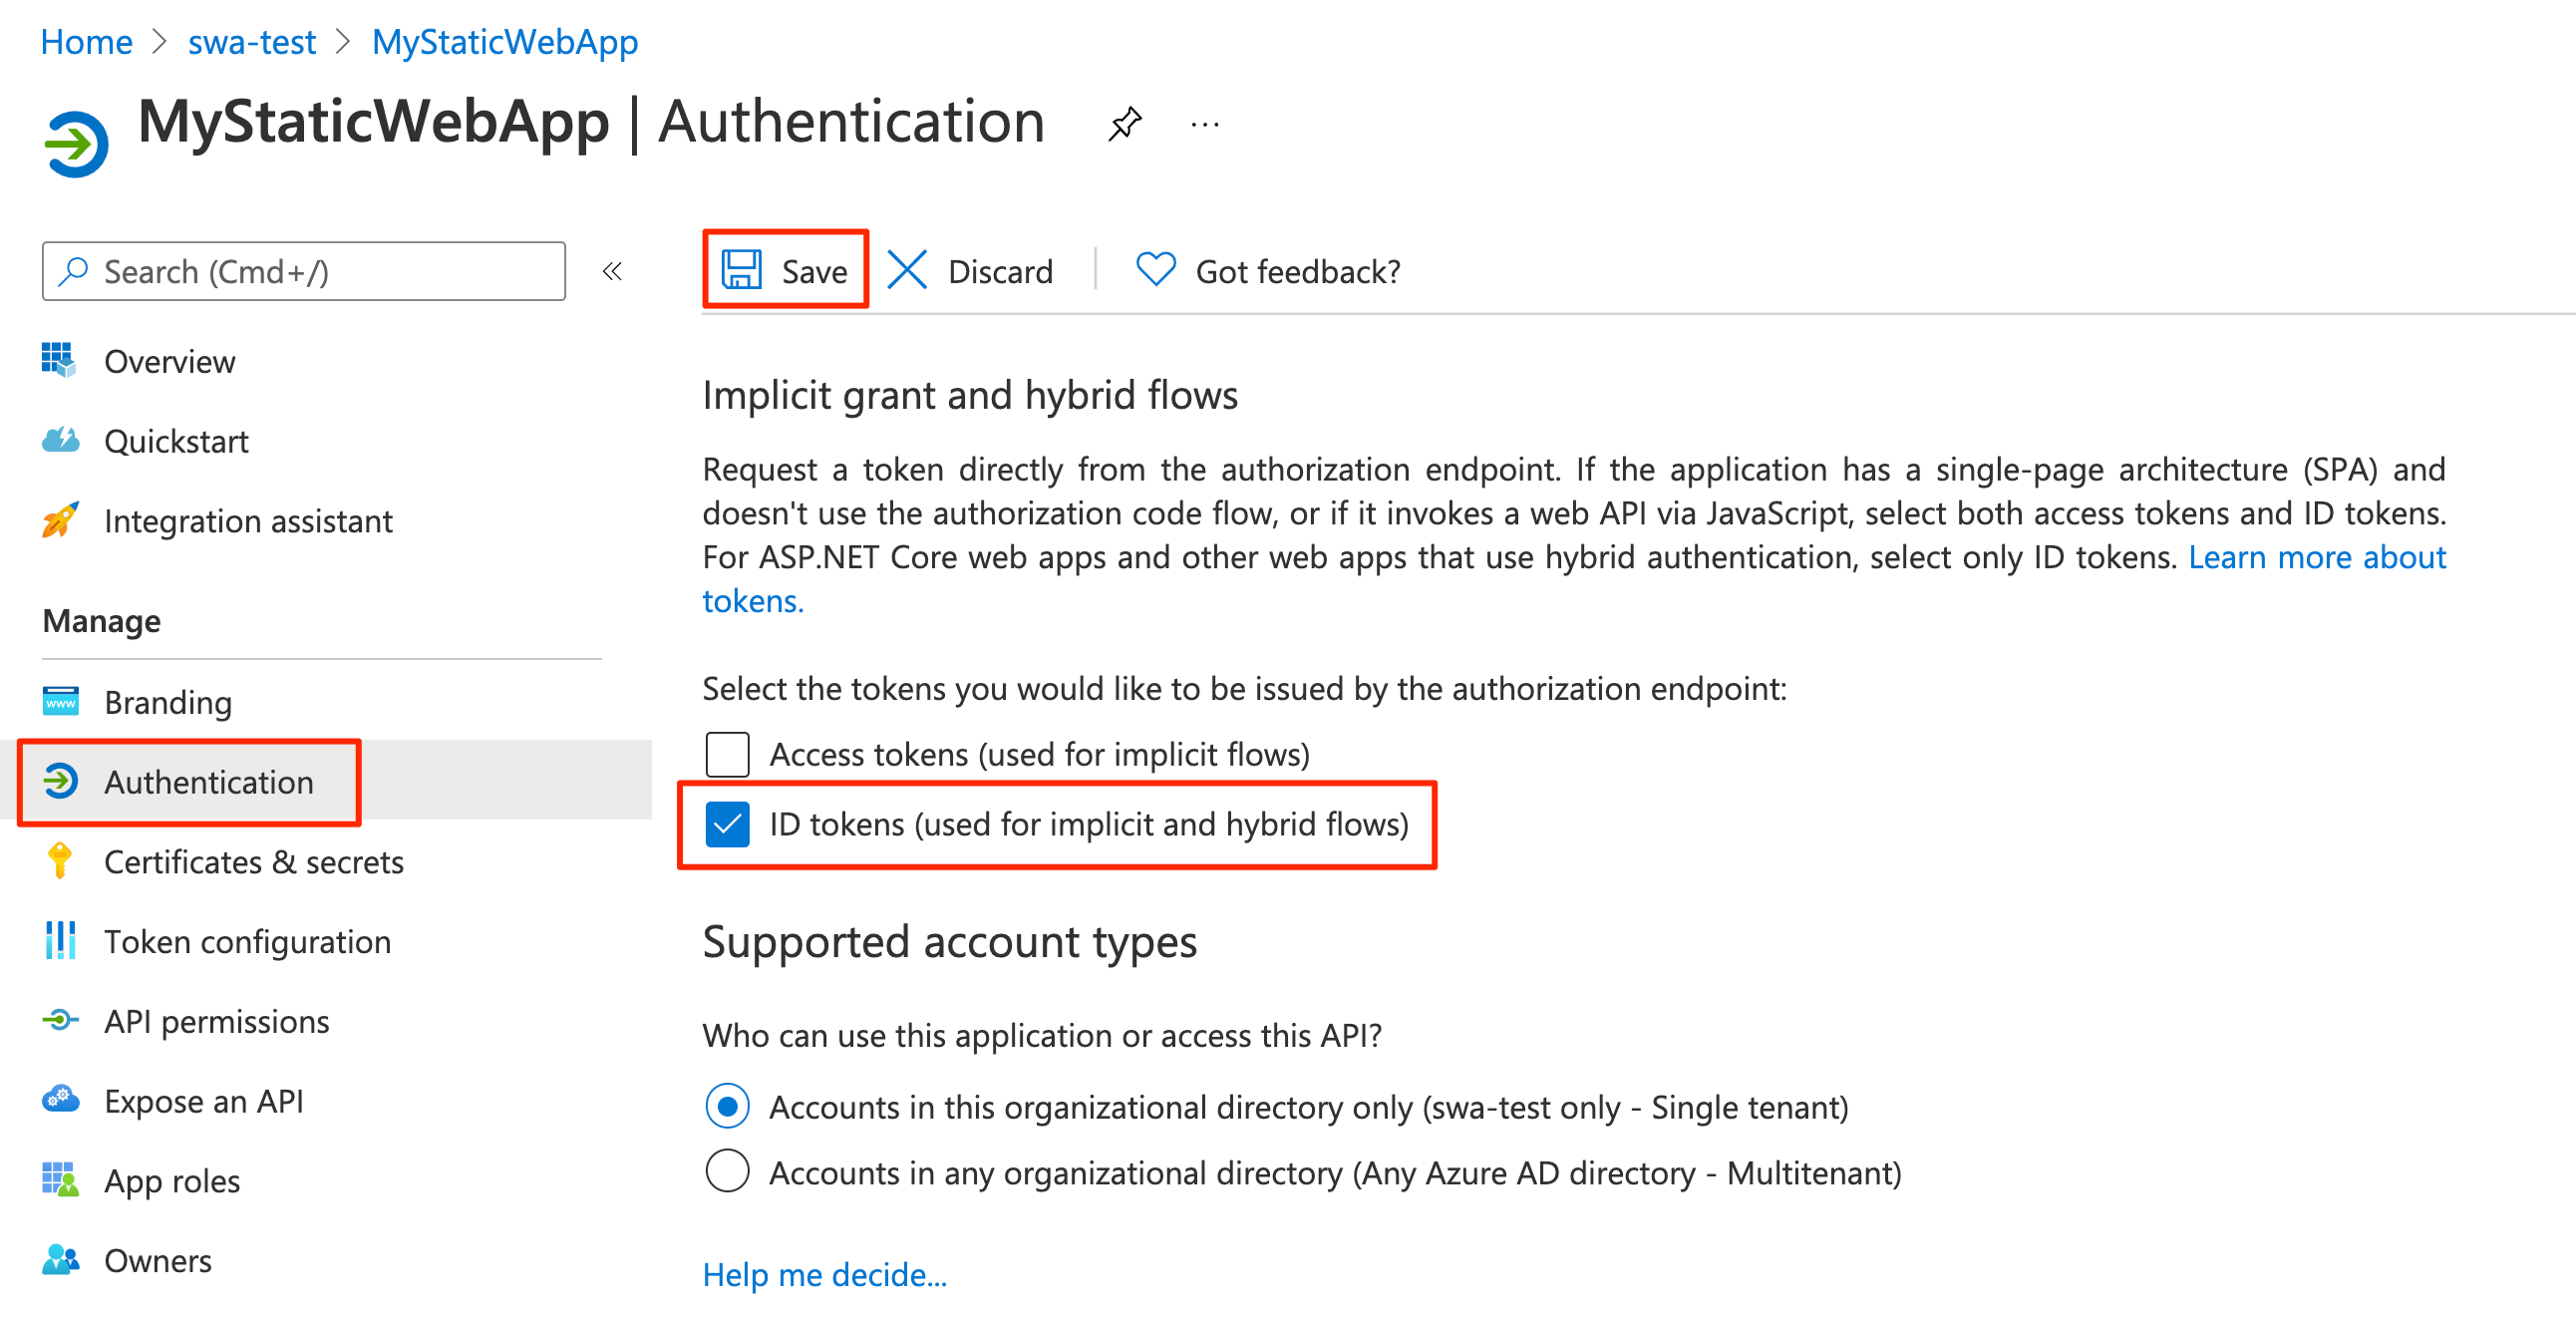 Home > swa-test > MyStaticWebApp
MyStaticWebApp | Authentication ...
Search (Cmd+/) «
Overview
Quickstart
Integration assistant
Manage
www Branding
Authentication
Certificates & secrets
Token configuration
API permissions
Expose an API
App roles
Owners
Save Discard | Got feedback?
Implicit grant and hybrid flows
Request a token directly from the authorization endpoint. If the application has a single-page architecture (SPA) and
doesn't use the authorization code flow, or if it invokes a web API via JavaScript, select both access tokens and ID tokens.
For ASP.NET Core web apps and other web apps that use hybrid authentication, select only ID tokens. Learn more about
tokens.
Select the tokens you would like to be issued by the authorization endpoint:
Access tokens (used for implicit flows)
ID tokens (used for implicit and hybrid flows)
Supported account types
Who can use this application or access this API?
Accounts in this organizational directory only (swa-test only - Single tenant)
Accounts in any organizational directory (Any Azure AD directory - Multitenant)
Help me decide...